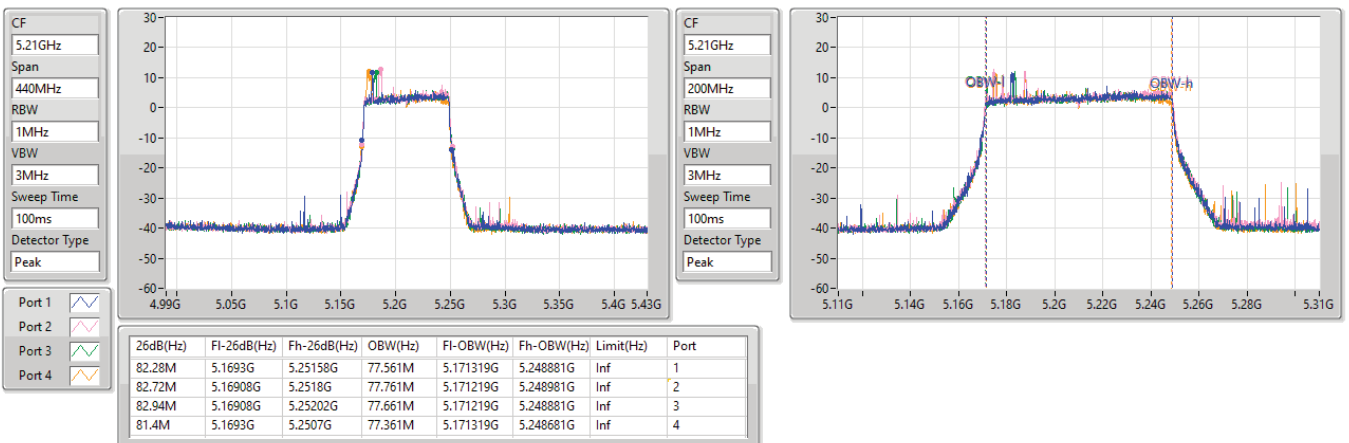 CF
5.21GHz
Span
440MHz
RBW
1MHz
VBW
3MHz
Sweep Time
100ms
Detector Type
Peak
30
20
10
0
-10
-20
-30
-40
-50
-60
4.99G 5.05G 5.1G 5.15G 5.2G 5.25G 5.3G 5.35G 5.4G 5.43G
CF
5.21GHz
Span
200MHz
RBW
1MHz
VBW
3MHz
Sweep Time
100ms
Detector Type
Peak
30
20
10
0
-10
-20
-30
-40
-50
-60
OBW-l OBW-h
5.11G 5.14G 5.16G 5.18G 5.2G 5.22G 5.24G 5.26G 5.28G 5.31G
Port 1
Port 2
Port 3
Port 4
26dB(Hz) Fl-26dB(Hz) Fh-26dB(Hz) OBW(Hz) Fl-OBW(Hz) Fh-OBW(Hz) Limit(Hz) Port
82.28M 5.1693G 5.25158G 77.561M 5.171319G 5.248881G Inf 1
82.72M 5.16908G 5.2518G 77.761M 5.171219G 5.248981G Inf 2
82.94M 5.16908G 5.25202G 77.661M 5.171219G 5.248881G Inf 3
81.4M 5.1693G 5.2507G 77.361M 5.171319G 5.248681G Inf 4